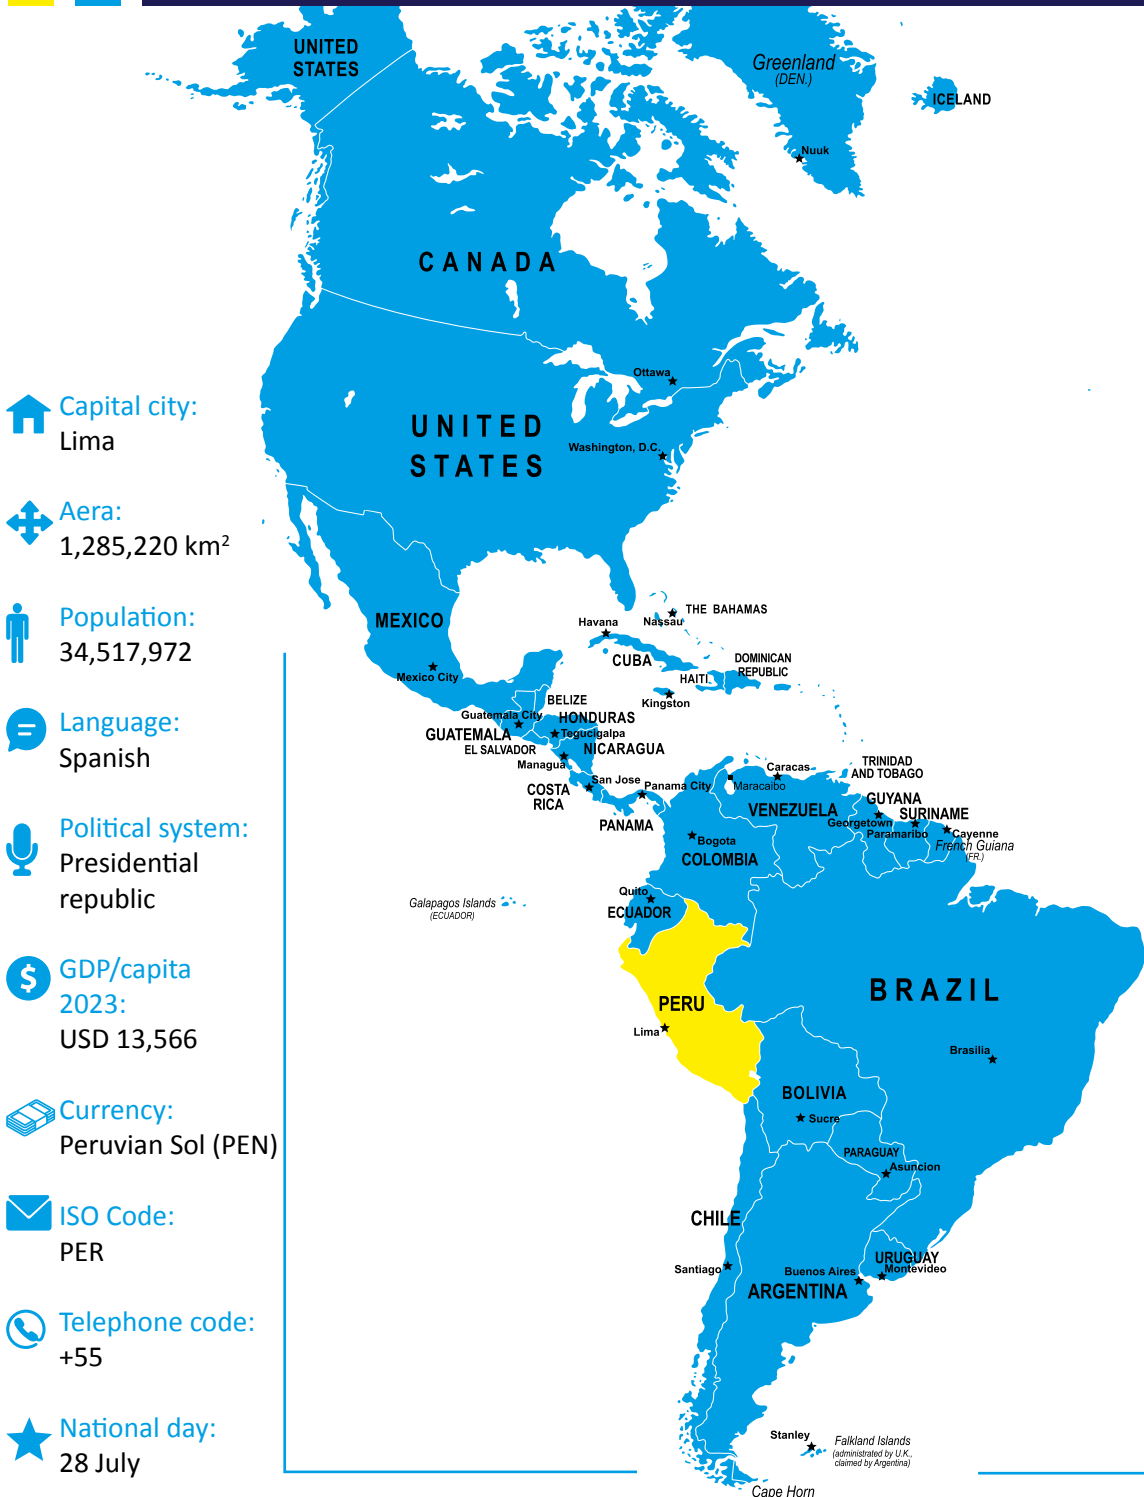 Capital city:
Lima
Aera:
1,285,220 km²
Population:
34,517,972
Language:
Spanish
Political system:
Presidential
republic
GDP/capita
2023:
USD 13,566
Currency:
Peruvian Sol (PEN)
ISO Code:
PER
Telephone code:
+55
National day:
28 July
UNITED
STATES
Greenland
(DEN.)
ICELAND
Nuuk
CANADA
Ottawa
UNITED
STATES
Washington, D.C.
MEXICO
Mexico City
Havana
Nassau
THE BAHAMAS
CUBA
DOMINICAN
REPUBLIC
HAITI
Kingston
BELIZE
Guatemala City
HONDURAS
GUATEMALA
Tegucigalpa
EL SALVADOR
NICARAGUA
Managua
COSTA
RICA
San Jose
Panama City
PANAMA
Caracas
Maracaibo
TRINIDAD
AND TOBAGO
VENEZUELA
GUYANA
Georgetown
SURINAME
Paramaribo
Cayenne
French Guiana
(FR.)
Bogota
COLOMBIA
Galapagos Islands
(ECUADOR)
Quito
ECUADOR
PERU
Lima
BRAZIL
Brasilia
BOLIVIA
Sucre
PARAGUAY
Asuncion
CHILE
Santiago
URUGUAY
Montevideo
Buenos Aires
ARGENTINA
Stanley
Falkland Islands
(administrated by U.K.,
claimed by Argentina)
Cape Horn